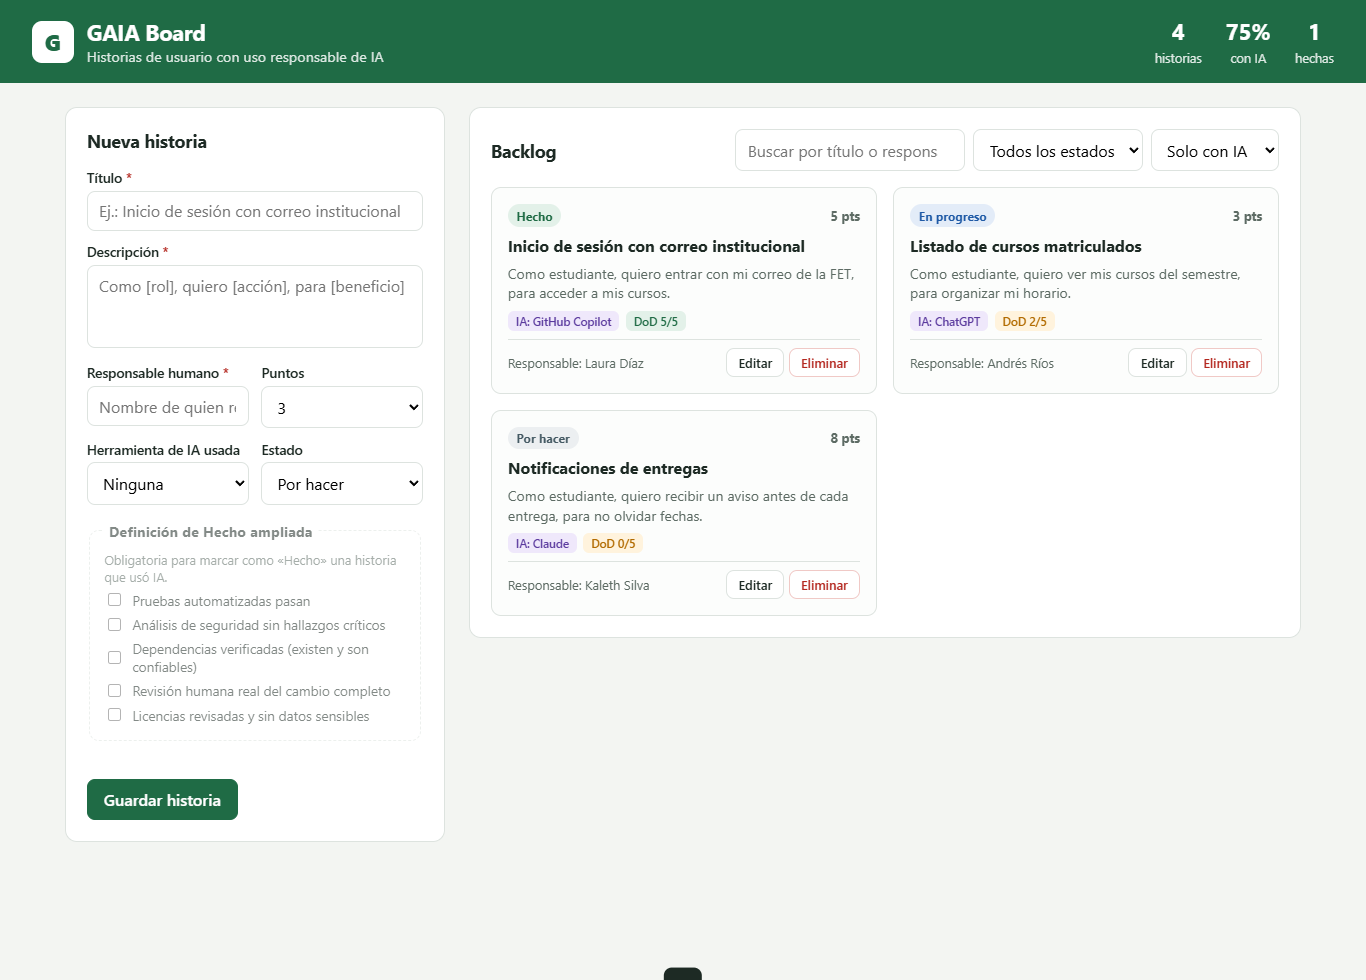 G
GAIA Board
Historias de usuario con uso responsable de IA
4
historias
75%
con IA
1
hechas
Nueva historia
Título *
Ej.: Inicio de sesión con correo institucional
Descripción *
Como [rol], quiero [acción], para [beneficio]
Responsable humano *
Puntos
Nombre de quien r
3
Herramienta de IA usada
Estado
Ninguna
Por hacer
Definición de Hecho ampliada
Obligatoria para marcar como «Hecho» una historia
que usó IA.
Pruebas automatizadas pasan
Análisis de seguridad sin hallazgos críticos
Dependencias verificadas (existen y son
confiables)
Revisión humana real del cambio completo
Licencias revisadas y sin datos sensibles
Guardar historia
Backlog
Buscar por título o respons
Todos los estados
Solo con IA
Hecho
5 pts
Inicio de sesión con correo institucional
Como estudiante, quiero entrar con mi correo de la FET,
para acceder a mis cursos.
IA: GitHub Copilot
DoD 5/5
Responsable: Laura Díaz
Editar
Eliminar
En progreso
3 pts
Listado de cursos matriculados
Como estudiante, quiero ver mis cursos del semestre,
para organizar mi horario.
IA: ChatGPT
DoD 2/5
Responsable: Andrés Ríos
Editar
Eliminar
Por hacer
8 pts
Notificaciones de entregas
Como estudiante, quiero recibir un aviso antes de cada
entrega, para no olvidar fechas.
IA: Claude
DoD 0/5
Responsable: Kaleth Silva
Editar
Eliminar